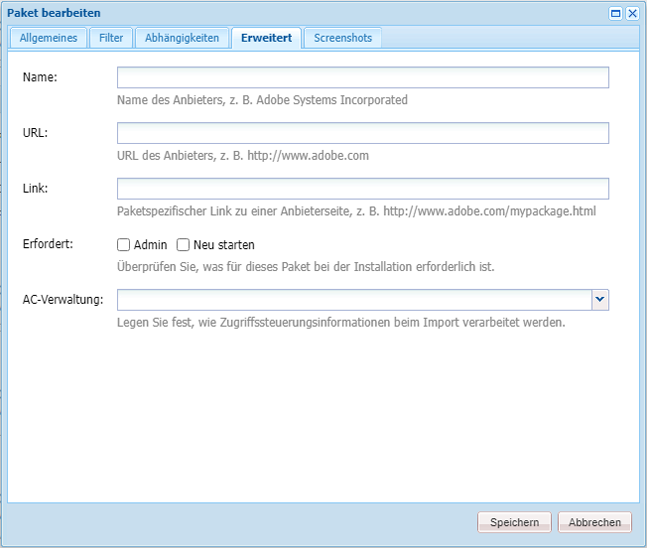 Paket bearbeiten
Allgemeines Filter Abhängigkeiten Erweitert Screenshots
Name:
Name des Anbieters, z. B. Adobe Systems Incorporated
URL:
URL des Anbieters, z. B. http://www.adobe.com
Link:
Paketspezifischer Link zu einer Anbieterseite, z. B. http://www.adobe.com/mypackage.html
Erfordert: Admin Neu starten
Überprüfen Sie, was für dieses Paket bei der Installation erforderlich ist.
AC-Verwaltung:
Legen Sie fest, wie Zugriffssteuerungsinformationen beim Import verarbeitet werden.
Speichern Abbrechen